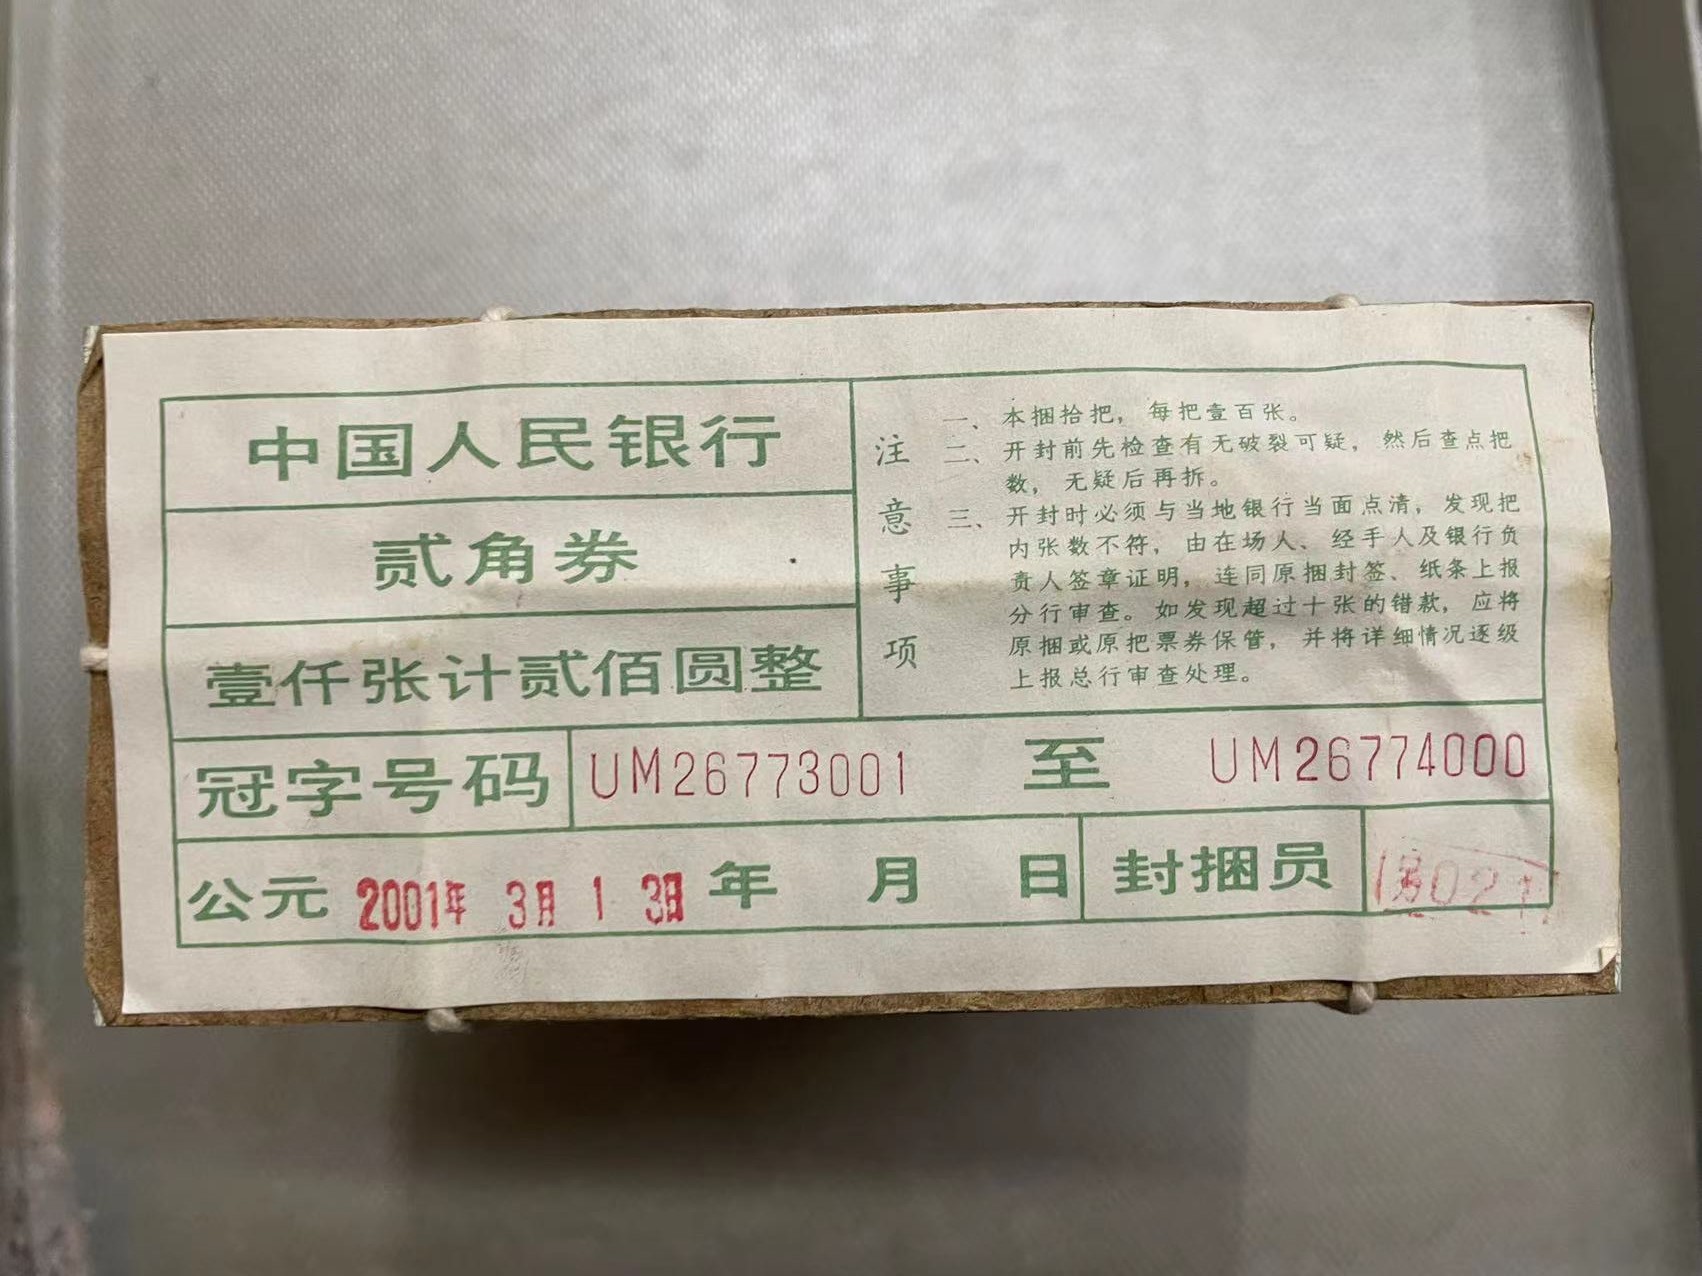 中国人民银行
贰角券
壹仟张计贰佰圆整
注意事项
一、本捆拾把，每把壹百张。
二、开封前先检查有无破裂可疑，然后查点把
数，无疑后再拆。
三、开封时必须与当地银行当面点清，发现把
内张数不符，由在场人、经手人及银行负
责人签章证明，连同原捆封签、纸条上报
分行审查。如发现超过十张的错款，应将
原捆或原把票券保管，并将详细情况逐级
上报总行审查处理。
冠字号码 UM26773001 至 UM26774000
公元 2001年 3月 1 3日 年 月 日 封捆员